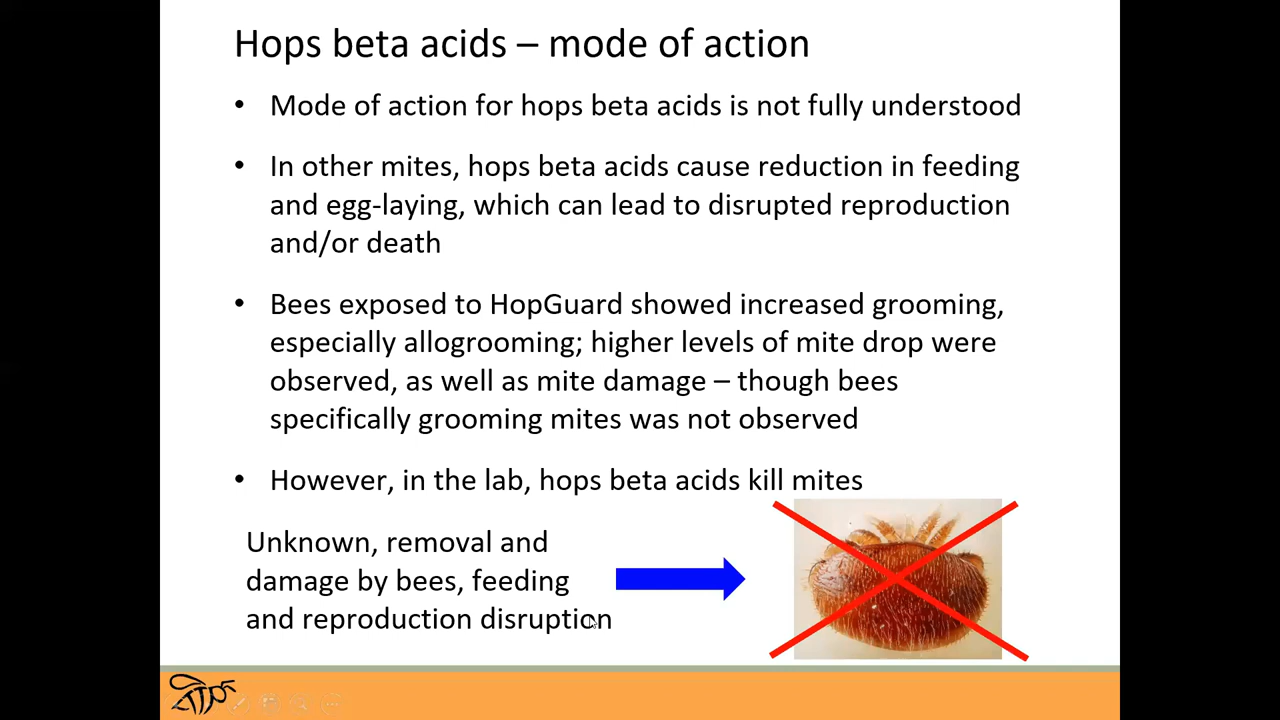 Hops beta acids – mode of action
• Mode of action for hops beta acids is not fully understood
• In other mites, hops beta acids cause reduction in feeding
and egg-laying, which can lead to disrupted reproduction
and/or death
• Bees exposed to HopGuard showed increased grooming,
especially allogrooming; higher levels of mite drop were
observed, as well as mite damage – though bees
specifically grooming mites was not observed
• However, in the lab, hops beta acids kill mites
Unknown, removal and
damage by bees, feeding
and reproduction disruption